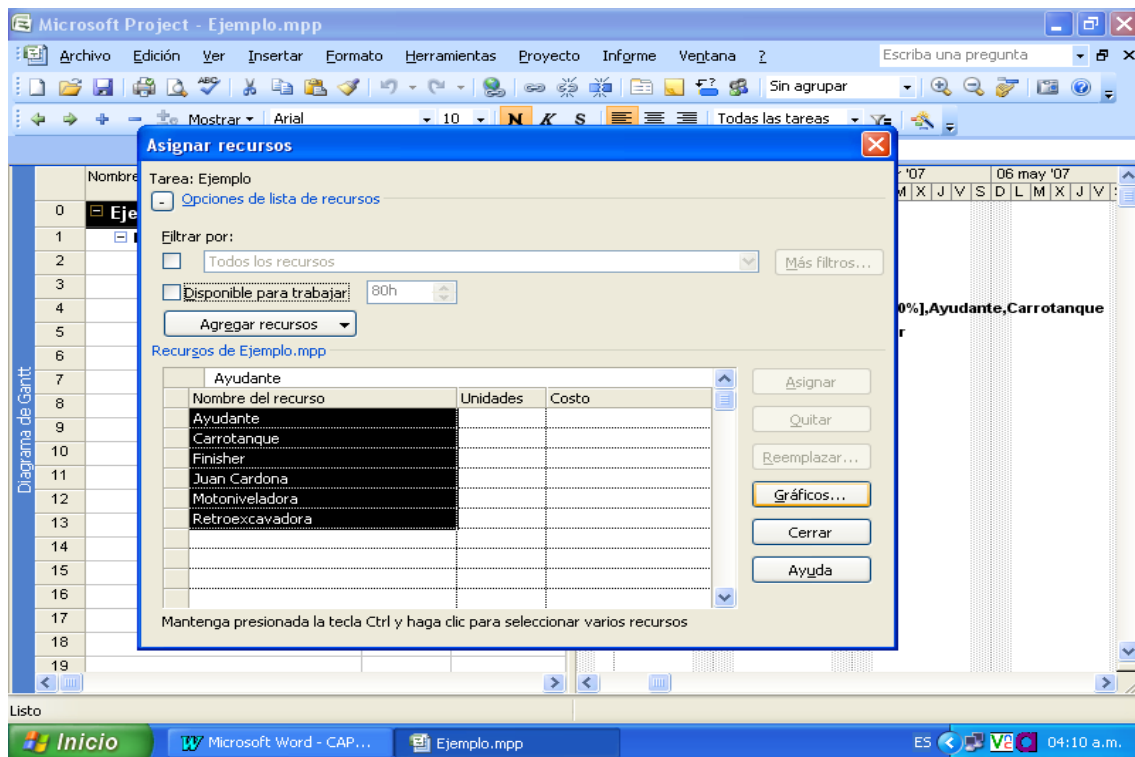 Microsoft Project - Ejemplo.mpp
Archivo Edición Ver Insertar Formato Herramientas Proyecto Informe Ventana ? Escriba una pregunta
ABC Sin agrupar
Mostrar Arial 10 N K S Todas las tareas
Asignar recursos
Nombre '07 06 may '07
M X J V S D L M X J V
Tarea: Ejemplo
- Opciones de lista de recursos
Filtrar por:
Todos los recursos Más filtros...
Disponible para trabajar 80h
Agregar recursos
Recursos de Ejemplo.mpp
Ayudante
Nombre del recurso Unidades Costo
Ayudante
Carrotanque
Finisher
Juan Cardona
Motoniveladora
Retroexcavadora
Asignar
Quitar
Reemplazar...
Gráficos...
Cerrar
Ayuda
Mantenga presionada la tecla Ctrl y haga clic para seleccionar varios recursos
0 Eje
1
2
3
4 0%],Ayudante,Carrotanque
5 r
6
7
8
9
10
11
12
13
14
15
16
17
18
19
Diagrama de Gantt
Listo
Inicio Microsoft Word - CAP... Ejemplo.mpp ES 04:10 a.m.